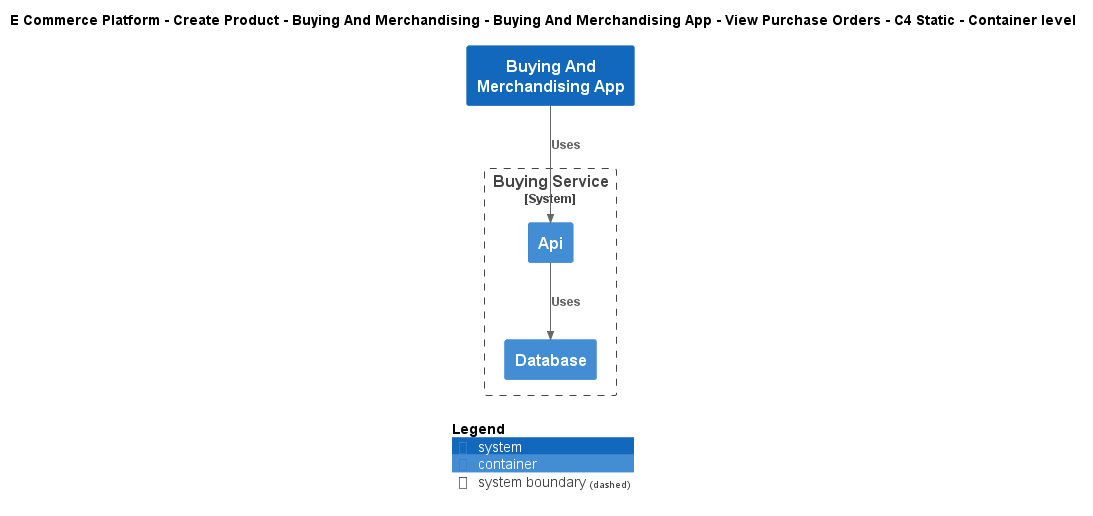 E Commerce Platform - Create Product - Buying And Merchandising - Buying And Merchandising App - View Purchase Orders - C4 Static - Container level
Buying And
Merchandising App
Uses
Buying Service
[System]
Api
Uses
Database
Legend
system
container
system boundary (dashed)